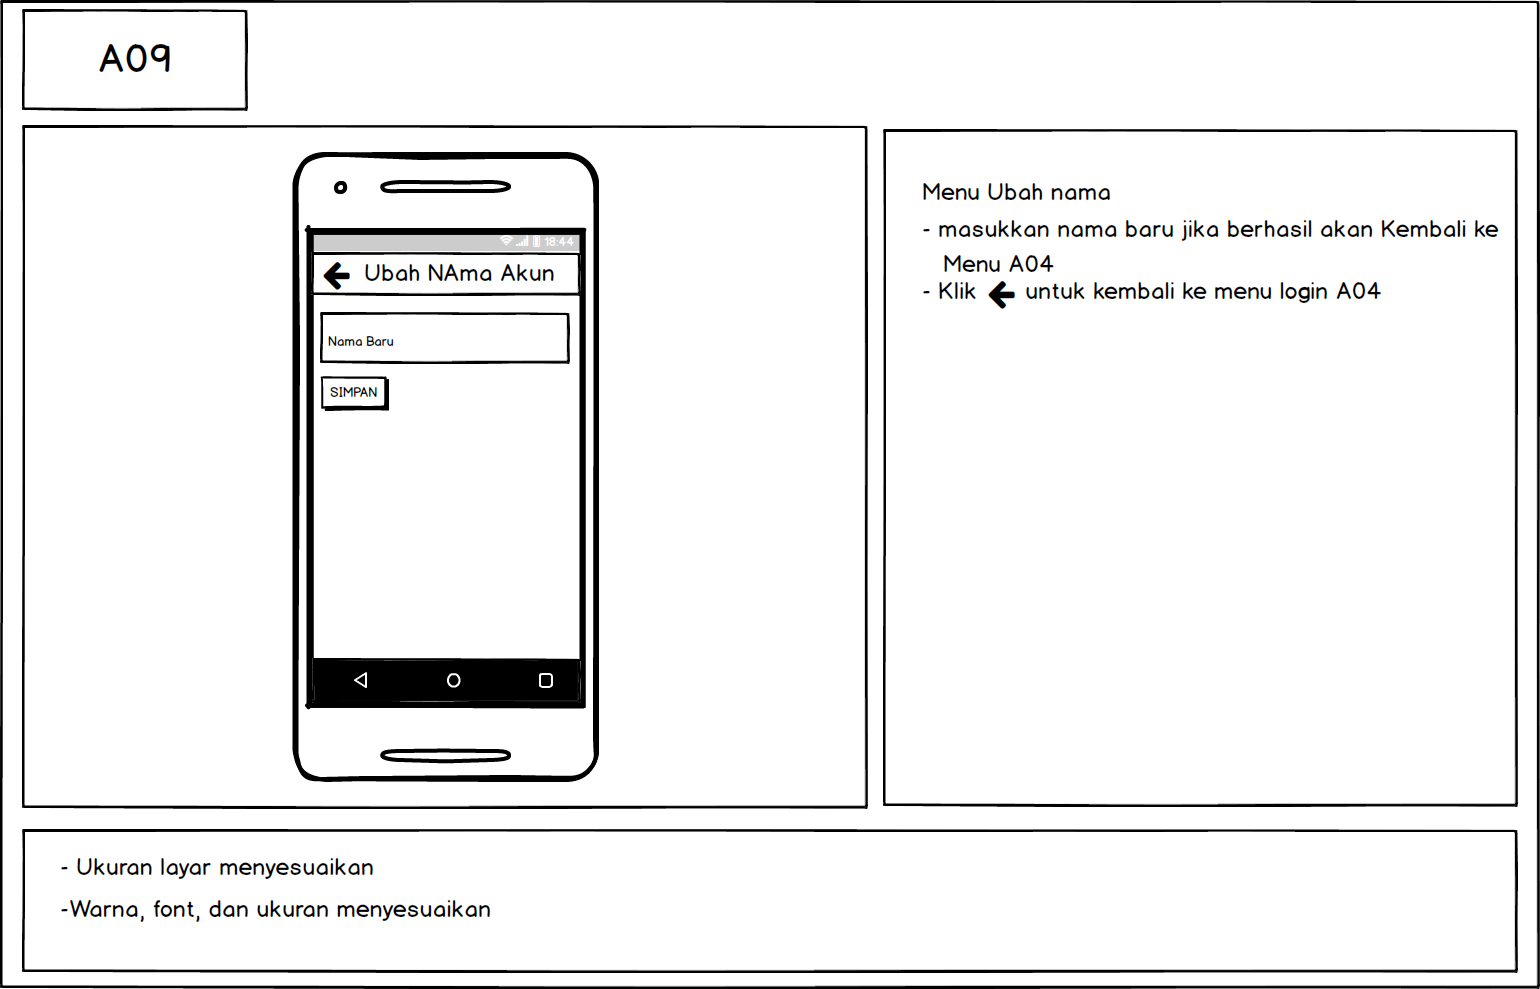 A09
18:44
Ubah NAma Akun
Nama Baru
SIMPAN
Menu Ubah nama
- masukkan nama baru jika berhasil akan Kembali ke
Menu A04
- Klik untuk kembali ke menu login A04
- Ukuran layar menyesuaikan
-Warna, font, dan ukuran menyesuaikan